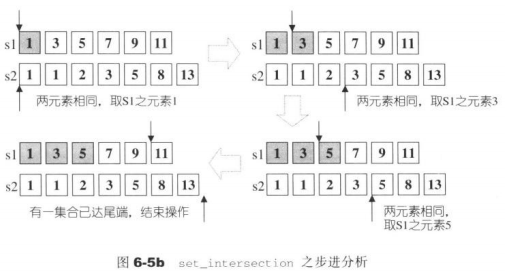 s1 1 3 5 7 9 11
s2 1 1 2 3 5 8 13
两元素相同，取S1之元素1
s1 1 3 5 7 9 11
s2 1 1 2 3 5 8 13
两元素相同，取S1之元素3
s1 1 3 5 7 9 11
s2 1 1 2 3 5 8 13
两元素相同，
取S1之元素5
s1 1 3 5 7 9 11
s2 1 1 2 3 5 8 13
有一集合已达尾端，结束操作
图 6-5b set_intersection 之步进分析